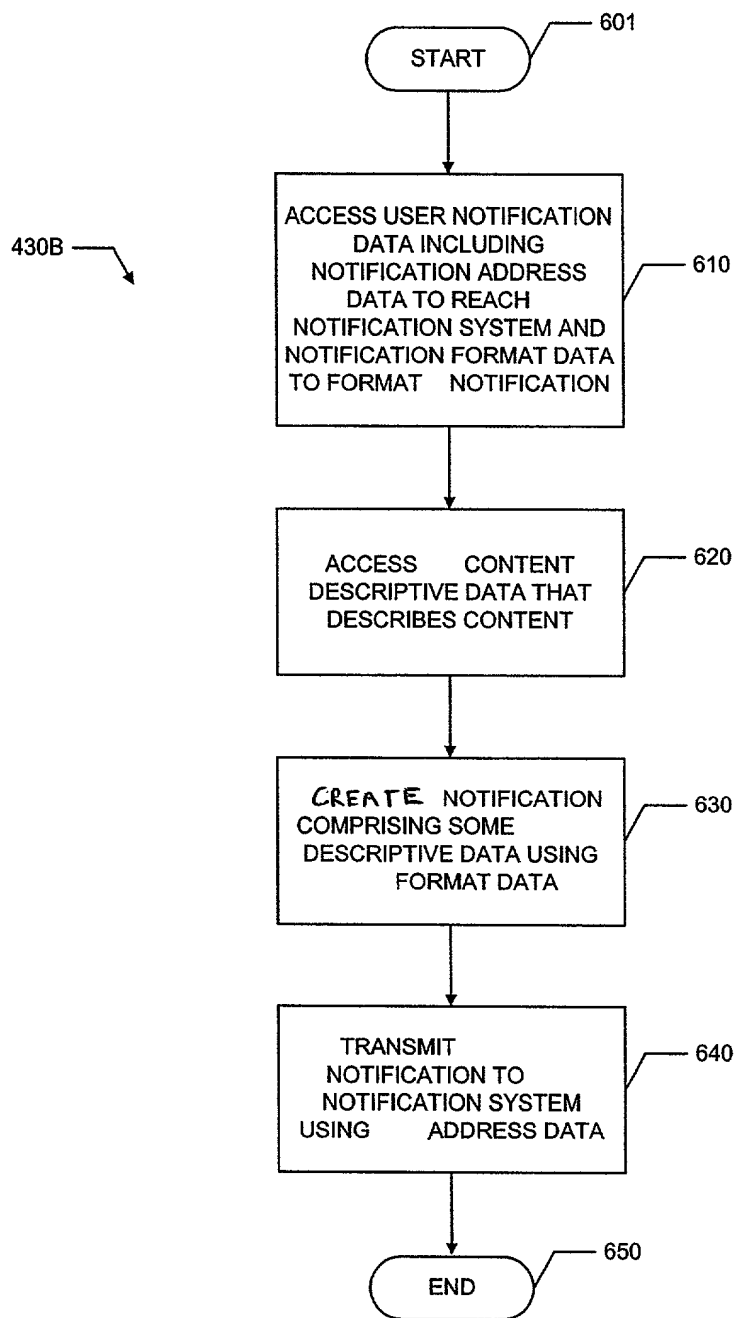 601
START
430B
ACCESS USER NOTIFICATION
DATA INCLUDING
NOTIFICATION ADDRESS
DATA TO REACH
NOTIFICATION SYSTEM AND
NOTIFICATION FORMAT DATA
TO FORMAT NOTIFICATION
610
ACCESS CONTENT
DESCRIPTIVE DATA THAT
DESCRIBES CONTENT
620
CREATE NOTIFICATION
COMPRISING SOME
DESCRIPTIVE DATA USING
FORMAT DATA
630
TRANSMIT
NOTIFICATION TO
NOTIFICATION SYSTEM
USING ADDRESS DATA
640
END
650